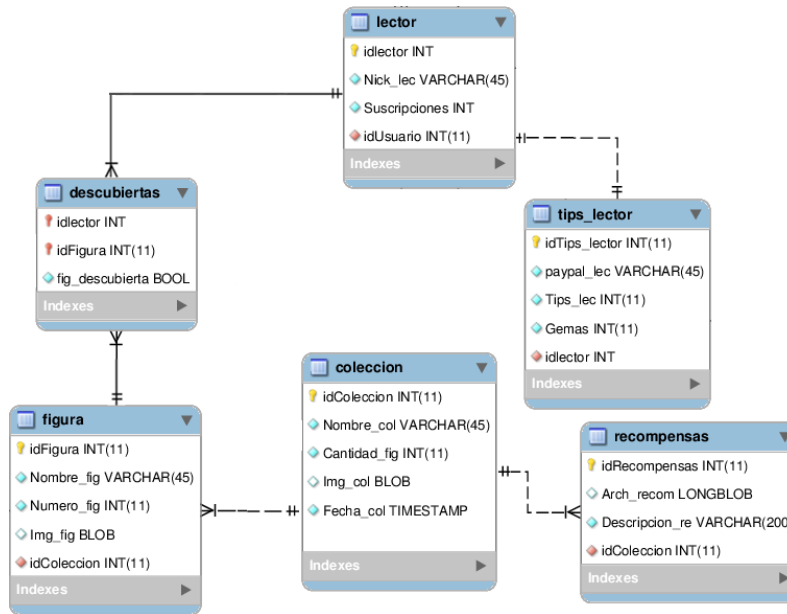 lector
idlector INT
Nick_lec VARCHAR(45)
Suscripciones INT
idUsuario INT(11)
Indexes
descubiertas
idlector INT
idFigura INT(11)
fig_descubierta BOOL
Indexes
tips_lector
idTips_lector INT(11)
paypal_lec VARCHAR(45)
Tips_lec INT(11)
Gemas INT(11)
idlector INT
Indexes
coleccion
idColeccion INT(11)
Nombre_col VARCHAR(45)
Cantidad_fig INT(11)
Img_col BLOB
Fecha_col TIMESTAMP
Indexes
figura
idFigura INT(11)
Nombre_fig VARCHAR(45)
Numero_fig INT(11)
Img_fig BLOB
idColeccion INT(11)
Indexes
recompensas
idRecompensas INT(11)
Arch_recom LONGBLOB
Descripcion_re VARCHAR(200
idColeccion INT(11)
Indexes